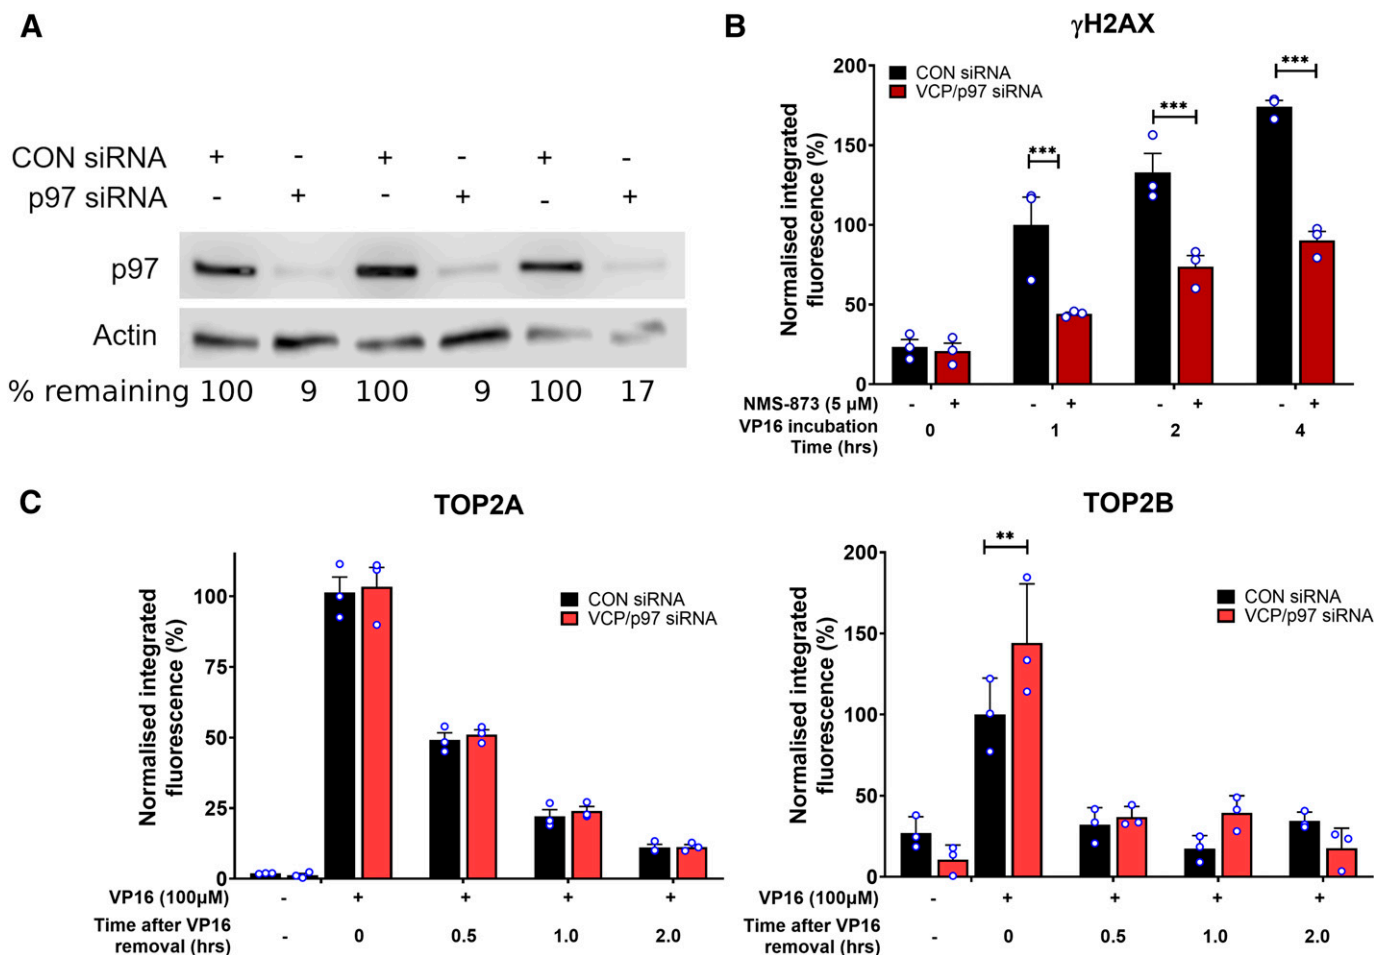 A
CON siRNA + - + - + -
p97 siRNA - + - + - +
p97
Actin
% remaining 100 9 100 9 100 17
B
γH2AX
Normalised integrated
fluorescence (%)
200
150
100
50
0
CON siRNA
VCP/p97 siRNA
***
***
***
NMS-873 (5 µM) - + - + - + - +
VP16 incubation
Time (hrs)
0 1 2 4
C
TOP2A
Normalised integrated
fluorescence (%)
100
75
50
25
0
CON siRNA
VCP/p97 siRNA
VP16 (100µM) - + + + +
Time after VP16
removal (hrs)
- 0 0.5 1.0 2.0
TOP2B
Normalised integrated
fluorescence (%)
200
150
100
50
0
**
CON siRNA
VCP/p97 siRNA
VP16 (100µM) - + + + +
Time after VP16
removal (hrs)
- 0 0.5 1.0 2.0